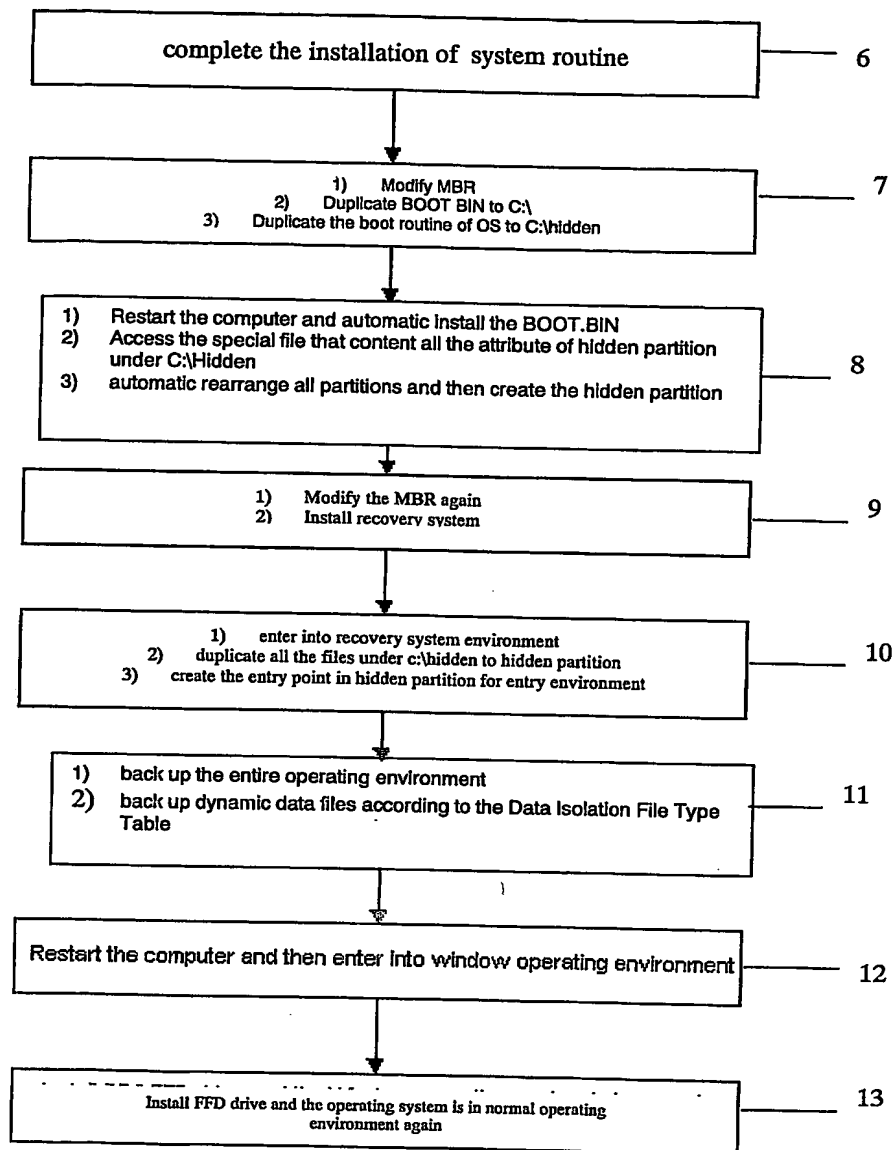 complete the installation of system routine
6
1) Modify MBR
2) Duplicate BOOT BIN to C:\
3) Duplicate the boot routine of OS to C:\hidden
7
1) Restart the computer and automatic install the BOOT.BIN
2) Access the special file that content all the attribute of hidden partition
under C:\Hidden
3) automatic rearrange all partitions and then create the hidden partition
8
1) Modify the MBR again
2) Install recovery system
9
1) enter into recovery system environment
2) duplicate all the files under c:\hidden to hidden partition
3) create the entry point in hidden partition for entry environment
10
1) back up the entire operating environment
2) back up dynamic data files according to the Data Isolation File Type
Table
11
Restart the computer and then enter into window operating environment
12
Install FFD drive and the operating system is in normal operating
environment again
13